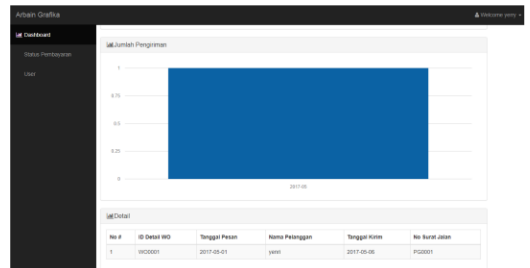 Arbain Grafika
Welcome yeny
Dashboard
Status Pembayaran
User
Jumlah Pengiriman
1
0.75
0.5
0.25
0
2017-05
Detail
No # ID Detail WO Tanggal Pesan Nama Pelanggan Tanggal Kirim No Surat Jalan
1 WO0001 2017-05-01 yenni 2017-05-06 PG0001